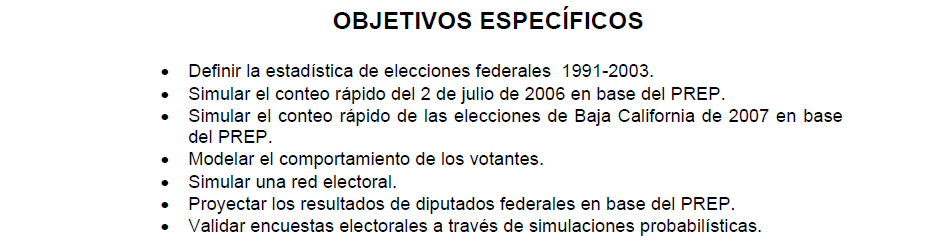 OBJETIVOS ESPECÍFICOS
• Definir la estadística de elecciones federales  1991-2003.
• Simular el conteo rápido del 2 de julio de 2006 en base del PREP.
• Simular el conteo rápido de las elecciones de Baja California de 2007 en base
del PREP.
• Modelar el comportamiento de los votantes.
• Simular una red electoral.
• Proyectar los resultados de diputados federales en base del PREP.
• Validar encuestas electorales a través de simulaciones probabilísticas.